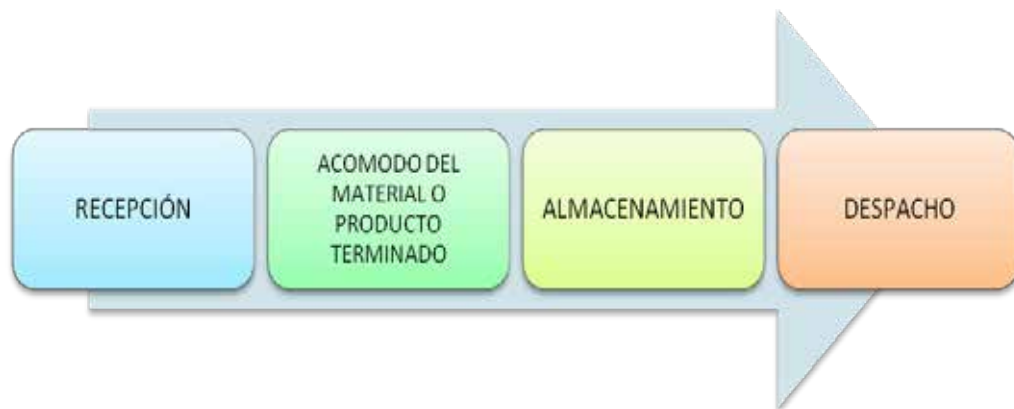 RECEPCIÓN
ACOMODO DEL
MATERIAL O
PRODUCTO
TERMINADO
ALMACENAMIENTO
DESPACHO